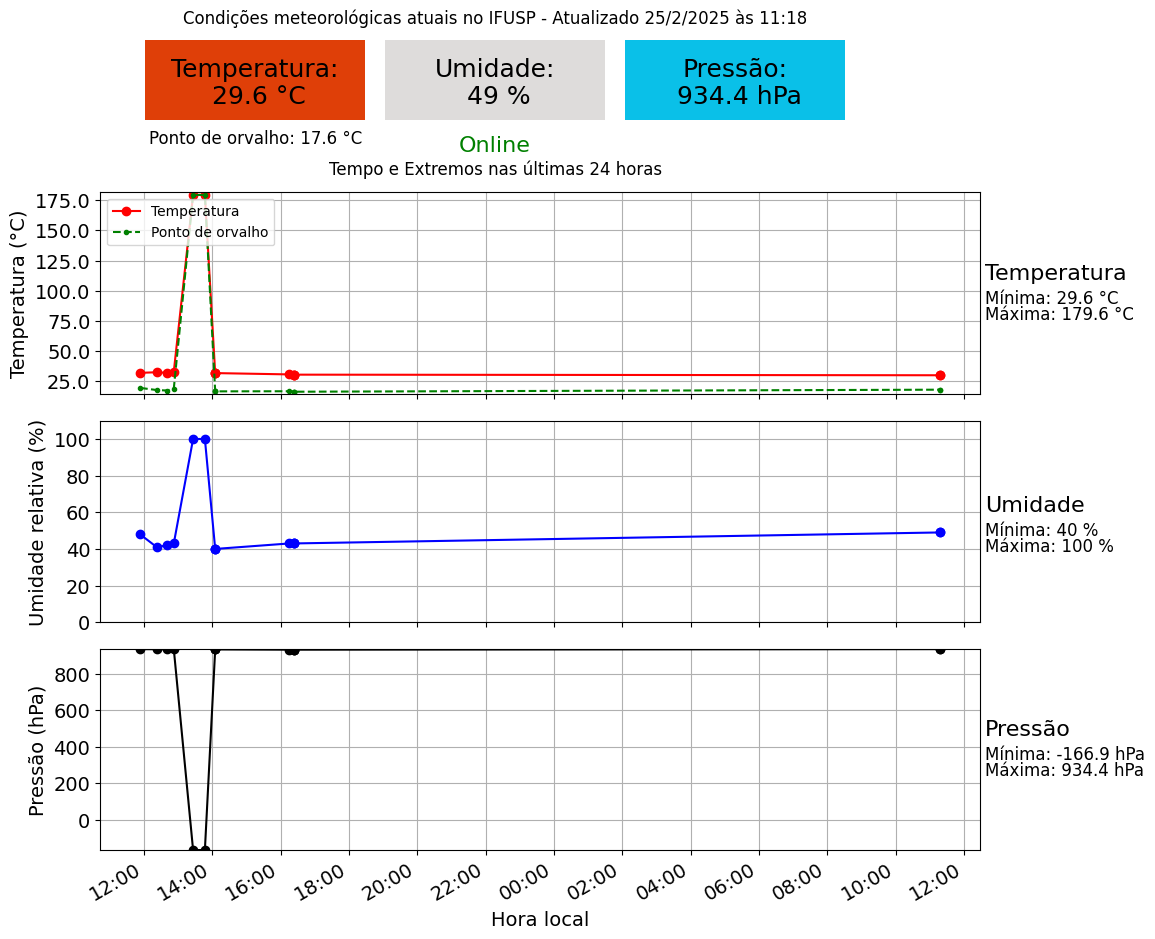 Condições meteorológicas atuais no IFUSP - Atualizado 25/2/2025 às 11:18
Temperatura:
29.6 °C
Umidade:
49 %
Pressão:
934.4 hPa
Ponto de orvalho: 17.6 °C
Online
Tempo e Extremos nas últimas 24 horas
Temperatura (°C)
175.0
150.0
125.0
100.0
75.0
50.0
25.0
Temperatura
Ponto de orvalho
Temperatura
Mínima: 29.6 °C
Máxima: 179.6 °C
Umidade relativa (%)
100
80
60
40
20
0
Umidade
Mínima: 40 %
Máxima: 100 %
Pressão (hPa)
800
600
400
200
0
Pressão
Mínima: -166.9 hPa
Máxima: 934.4 hPa
12:00 14:00 16:00 18:00 20:00 22:00 00:00 02:00 04:00 06:00 08:00 10:00 12:00
Hora local